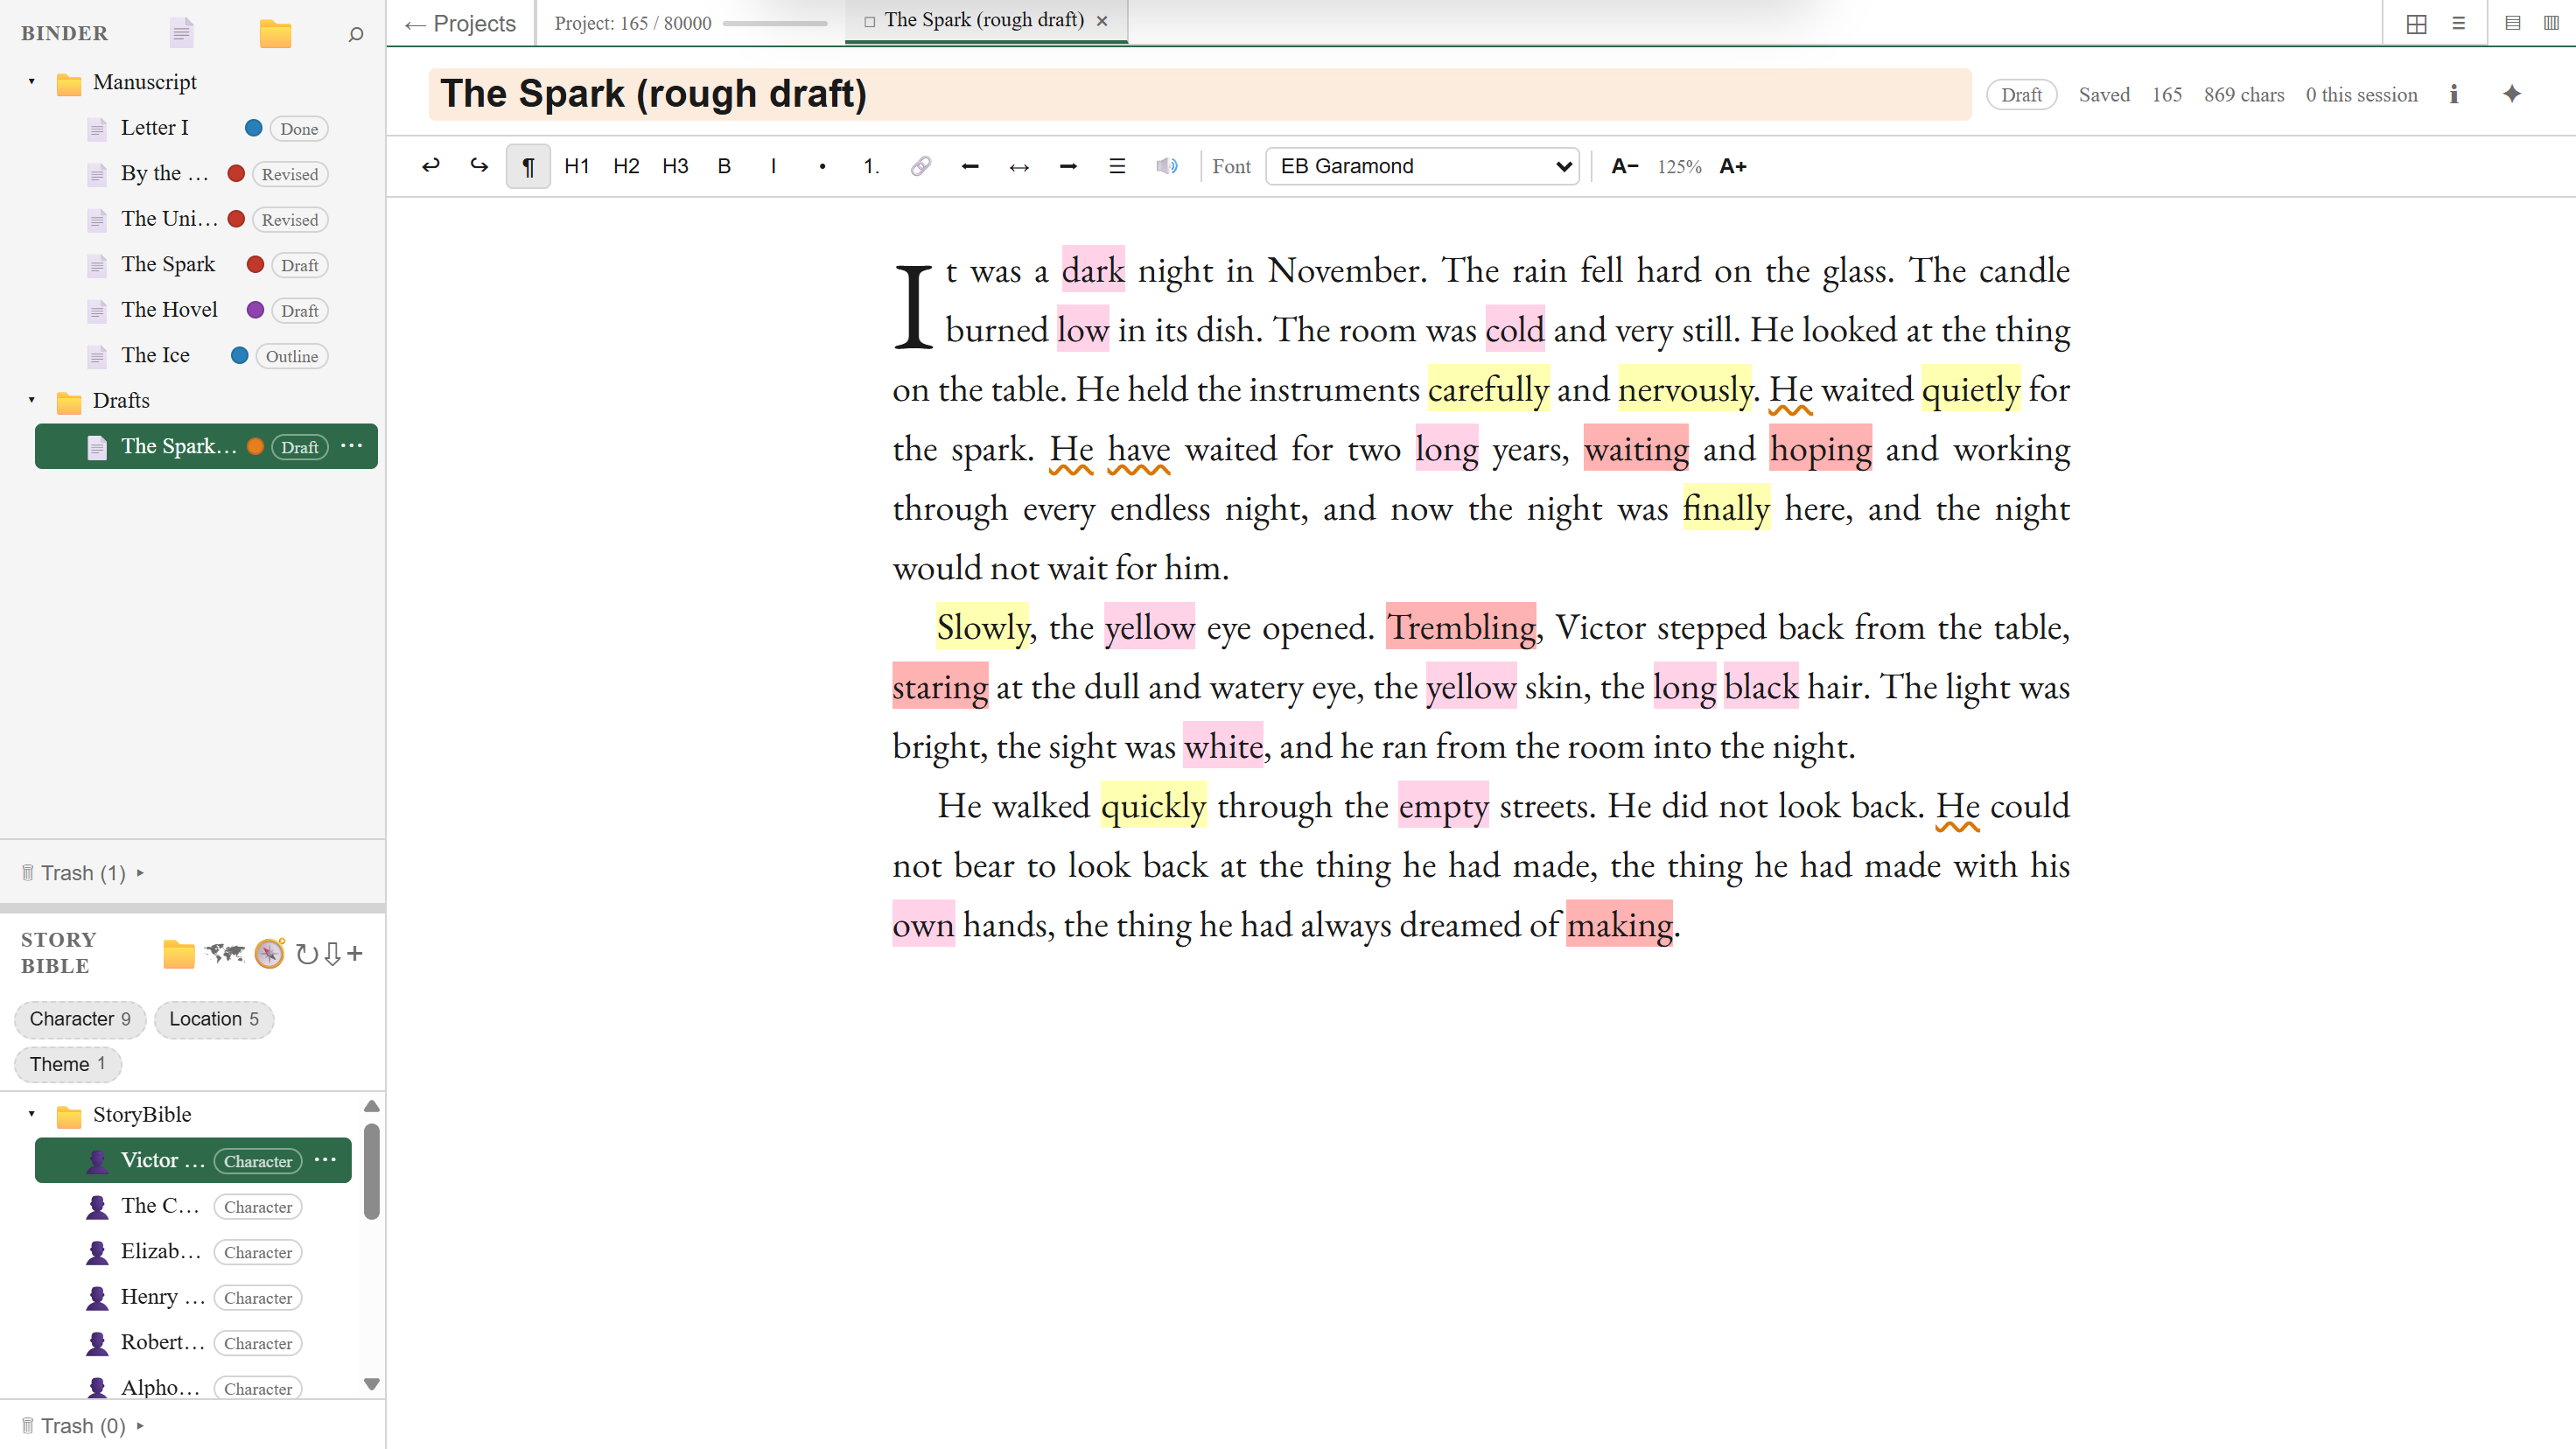 BINDER
Manuscript
Letter I Done
By the ... Revised
The Uni... Revised
The Spark Draft
The Hovel Draft
The Ice Outline
Drafts
The Spark... Draft
Trash (1)
STORY
BIBLE
Character 9 Location 5
Theme 1
StoryBible
Victor ... Character
The C... Character
Elizab... Character
Henry ... Character
Robert... Character
Alpho... Character
Trash (0)
← Projects Project: 165 / 80000 The Spark (rough draft) ×
The Spark (rough draft) Draft Saved 165 869 chars 0 this session
¶ H1 H2 H3 B I • 1. Font EB Garamond A− 125% A+
It was a dark night in November. The rain fell hard on the glass. The candle
burned low in its dish. The room was cold and very still. He looked at the thing
on the table. He held the instruments carefully and nervously. He waited quietly for
the spark. He have waited for two long years, waiting and hoping and working
through every endless night, and now the night was finally here, and the night
would not wait for him.
Slowly, the yellow eye opened. Trembling, Victor stepped back from the table,
staring at the dull and watery eye, the yellow skin, the long black hair. The light was
bright, the sight was white, and he ran from the room into the night.
He walked quickly through the empty streets. He did not look back. He could
not bear to look back at the thing he had made, the thing he had made with his
own hands, the thing he had always dreamed of making.